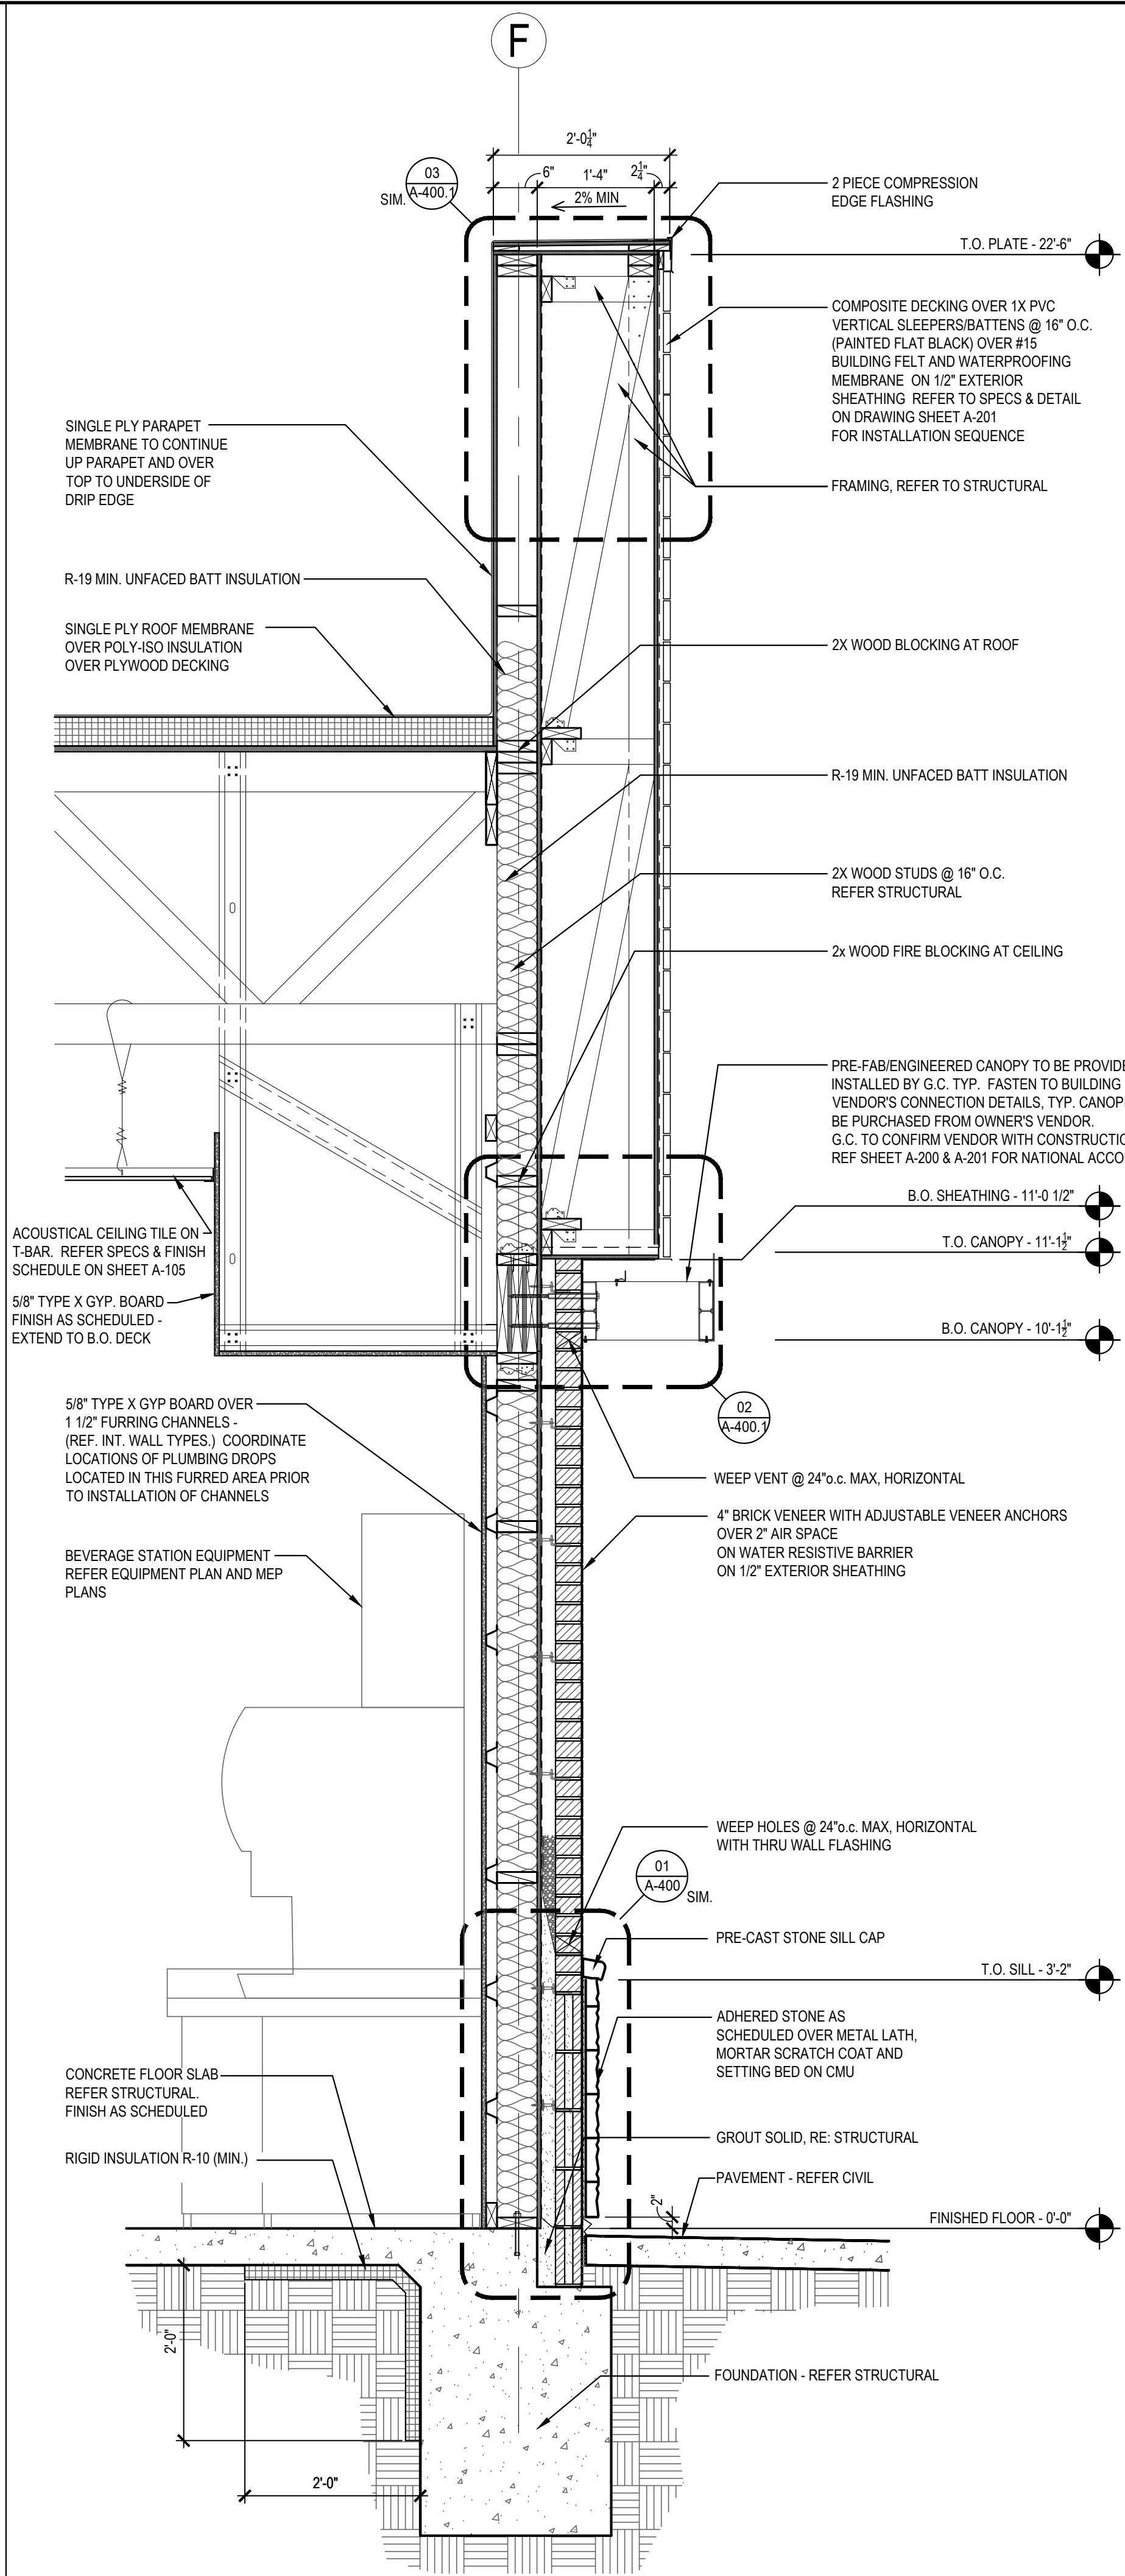 F
2'-0 1/4"
6"
1'-4"
2 1/4"
2% MIN
03
A-400.1
SIM.
2 PIECE COMPRESSION
EDGE FLASHING
T.O. PLATE - 22'-6"
COMPOSITE DECKING OVER 1X PVC
VERTICAL SLEEPERS/BATTENS @ 16" O.C.
(PAINTED FLAT BLACK) OVER #15
BUILDING FELT AND WATERPROOFING
MEMBRANE ON 1/2" EXTERIOR
SHEATHING REFER TO SPECS & DETAIL
ON DRAWING SHEET A-201
FOR INSTALLATION SEQUENCE
SINGLE PLY PARAPET
MEMBRANE TO CONTINUE
UP PARAPET AND OVER
TOP TO UNDERSIDE OF
DRIP EDGE
FRAMING, REFER TO STRUCTURAL
R-19 MIN. UNFACED BATT INSULATION
SINGLE PLY ROOF MEMBRANE
OVER POLY-ISO INSULATION
OVER PLYWOOD DECKING
2X WOOD BLOCKING AT ROOF
R-19 MIN. UNFACED BATT INSULATION
2X WOOD STUDS @ 16" O.C.
REFER STRUCTURAL
2x WOOD FIRE BLOCKING AT CEILING
PRE-FAB/ENGINEERED CANOPY TO BE PROVIDE
INSTALLED BY G.C. TYP. FASTEN TO BUILDING
VENDOR'S CONNECTION DETAILS, TYP. CANOP
BE PURCHASED FROM OWNER'S VENDOR.
G.C. TO CONFIRM VENDOR WITH CONSTRUCTIO
REF SHEET A-200 & A-201 FOR NATIONAL ACCO
B.O. SHEATHING - 11'-0 1/2"
T.O. CANOPY - 11'-1 1/2"
ACOUSTICAL CEILING TILE ON
T-BAR. REFER SPECS & FINISH
SCHEDULE ON SHEET A-105
5/8" TYPE X GYP. BOARD
FINISH AS SCHEDULED -
EXTEND TO B.O. DECK
B.O. CANOPY - 10'-1 1/2"
02
A-400.1
5/8" TYPE X GYP BOARD OVER
1 1/2" FURRING CHANNELS -
(REF. INT. WALL TYPES.) COORDINATE
LOCATIONS OF PLUMBING DROPS
LOCATED IN THIS FURRED AREA PRIOR
TO INSTALLATION OF CHANNELS
WEEP VENT @ 24"o.c. MAX, HORIZONTAL
4" BRICK VENEER WITH ADJUSTABLE VENEER ANCHORS
OVER 2" AIR SPACE
ON WATER RESISTIVE BARRIER
ON 1/2" EXTERIOR SHEATHING
BEVERAGE STATION EQUIPMENT
REFER EQUIPMENT PLAN AND MEP
PLANS
WEEP HOLES @ 24"o.c. MAX, HORIZONTAL
WITH THRU WALL FLASHING
01
A-400
SIM.
PRE-CAST STONE SILL CAP
T.O. SILL - 3'-2"
ADHERED STONE AS
SCHEDULED OVER METAL LATH,
MORTAR SCRATCH COAT AND
SETTING BED ON CMU
CONCRETE FLOOR SLAB
REFER STRUCTURAL.
FINISH AS SCHEDULED
GROUT SOLID, RE: STRUCTURAL
RIGID INSULATION R-10 (MIN.)
PAVEMENT - REFER CIVIL
2"
FINISHED FLOOR - 0'-0"
2'-0"
FOUNDATION - REFER STRUCTURAL
2'-0"